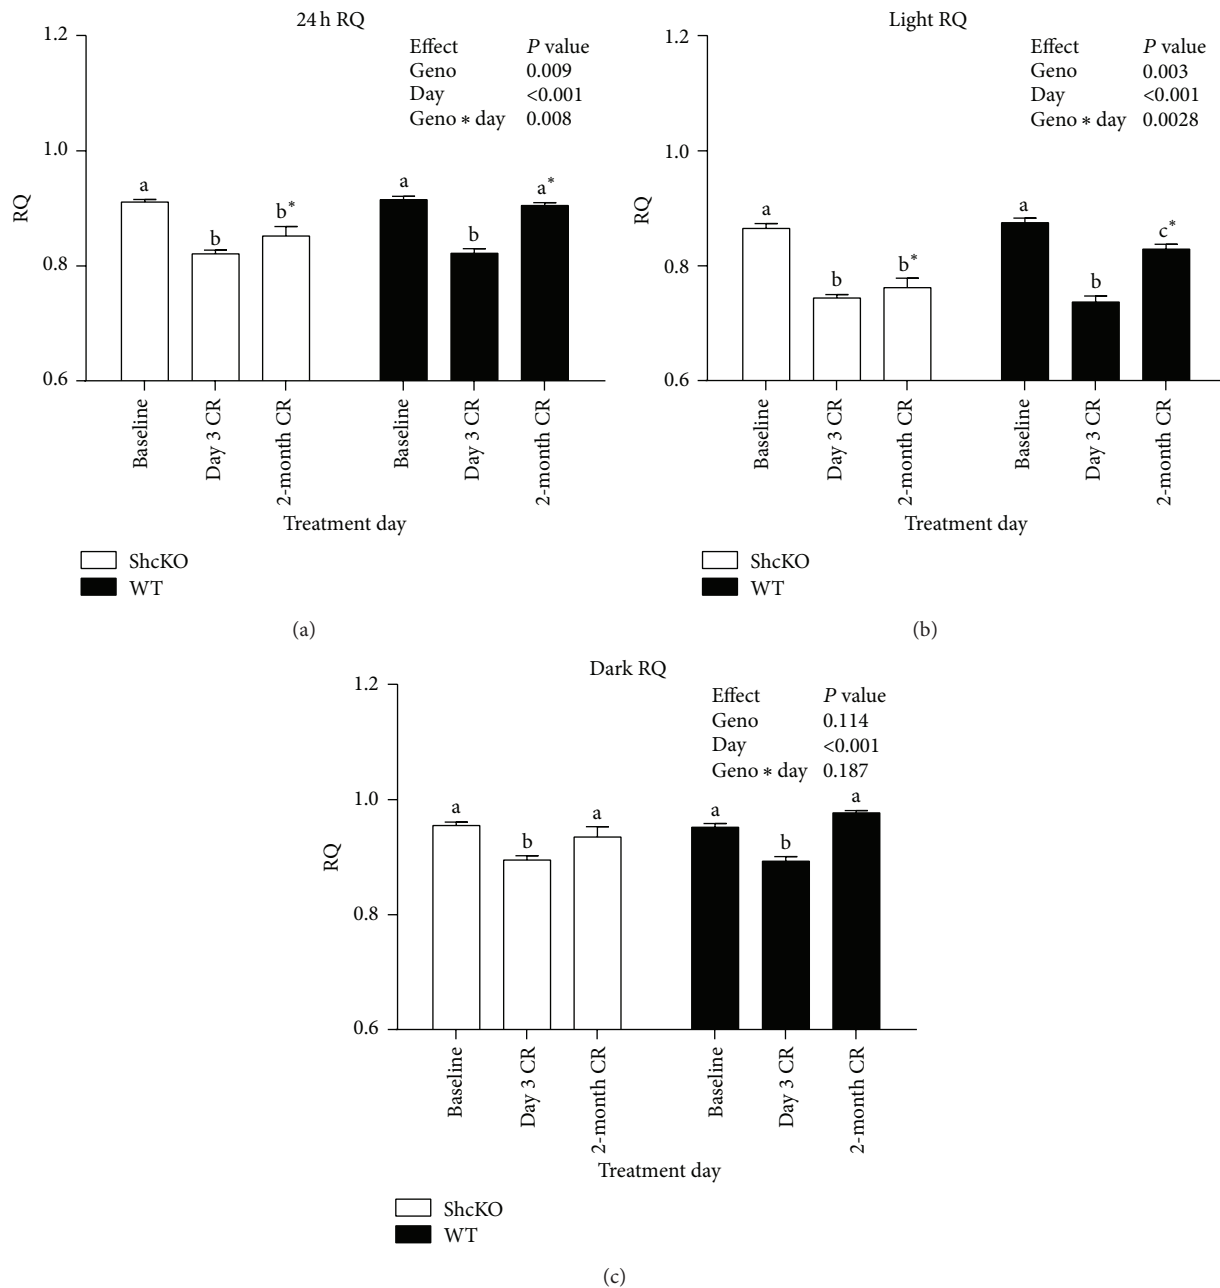 24 h RQ
1.2
1.0
0.8
0.6
RQ
Effect P value
Geno 0.009
Day <0.001
Geno ∗ day 0.008
a
b
b*
a
b
a*
Baseline
Day 3 CR
2-month CR
Baseline
Day 3 CR
2-month CR
Treatment day
ShcKO
WT
(a)
Light RQ
1.2
1.0
0.8
0.6
RQ
Effect P value
Geno 0.003
Day <0.001
Geno ∗ day 0.0028
a
b
b*
a
b
c*
Baseline
Day 3 CR
2-month CR
Baseline
Day 3 CR
2-month CR
Treatment day
ShcKO
WT
(b)
Dark RQ
1.2
1.0
0.8
0.6
RQ
Effect P value
Geno 0.114
Day <0.001
Geno ∗ day 0.187
a
b
a
a
b
a
Baseline
Day 3 CR
2-month CR
Baseline
Day 3 CR
2-month CR
Treatment day
ShcKO
WT
(c)